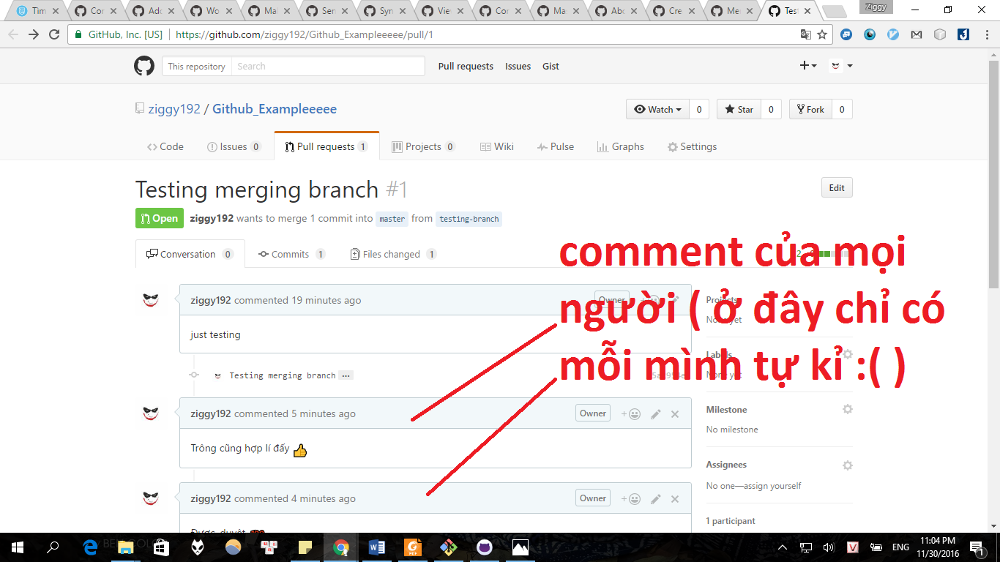 Tim
Con
Ado
Wo
Mal
Ser
Syn
Vie
Con
Ma
Abo
Cre
Mer
Tes
Ziggy
GitHub, Inc. [US]
https://github.com/ziggy192/Github_Exampleeeee/pull/1
This repository
Search
Pull requests
Issues
Gist
ziggy192 / Github_Exampleeeee
Watch 0
Star 0
Fork 0
Code
Issues 0
Pull requests 1
Projects 0
Wiki
Pulse
Graphs
Settings
Testing merging branch #1
Edit
Open
ziggy192 wants to merge 1 commit into master from testing-branch
Conversation 0
Commits 1
Files changed 1
comment của mọi
người ( ở đây chỉ có
mỗi mình tự kỉ :( )
ziggy192 commented 19 minutes ago
Owner
just testing
Testing merging branch …
ziggy192 commented 5 minutes ago
Owner
Trông cũng hợp lí đấy 👍
ziggy192 commented 4 minutes ago
Owner
Được, duyệt
Projects
None yet
Labels
None yet
Milestone
No milestone
Assignees
No one—assign yourself
1 participant
ENG
11:04 PM
11/30/2016
1